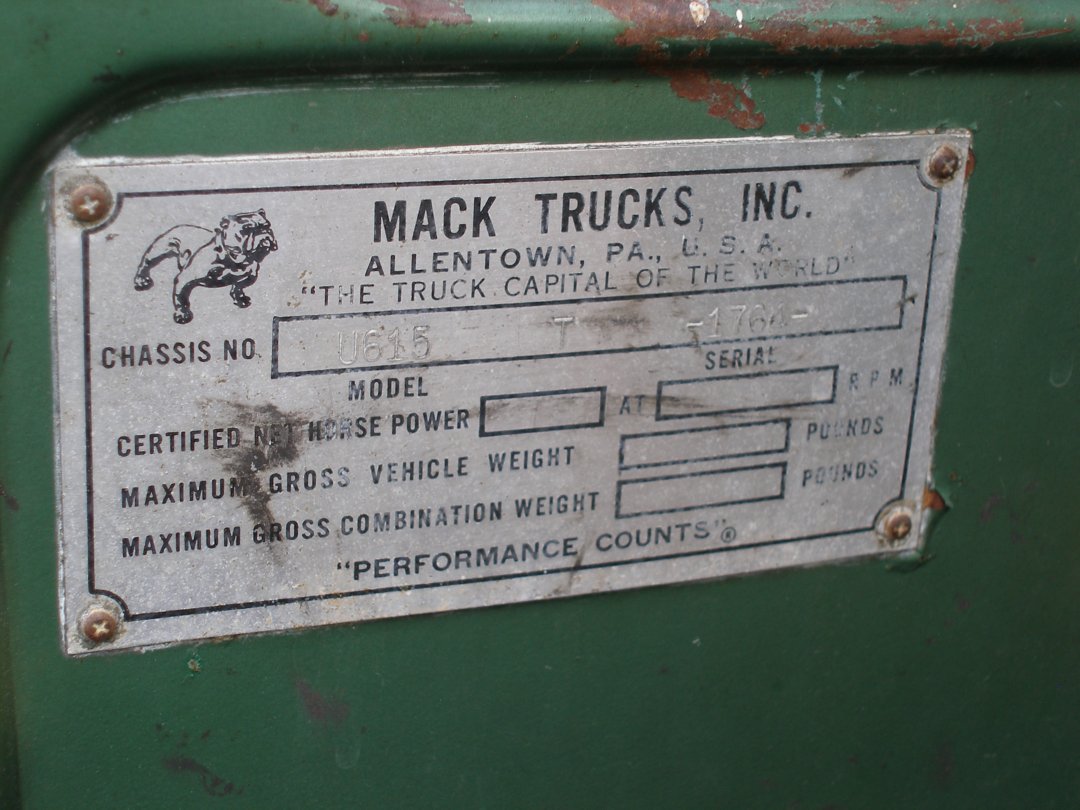 MACK TRUCKS, INC.
ALLENTOWN, PA., U.S.A.
"THE TRUCK CAPITAL OF THE WORLD"
CHASSIS NO. U615 T -1764-
MODEL SERIAL
CERTIFIED NET HORSE POWER AT R P M
MAXIMUM GROSS VEHICLE WEIGHT POUNDS
MAXIMUM GROSS COMBINATION WEIGHT POUNDS
"PERFORMANCE COUNTS"®